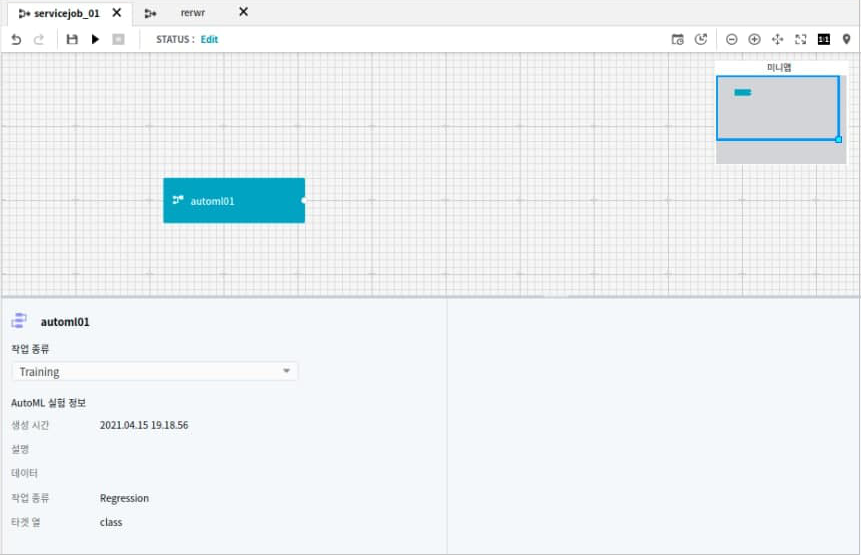 servicejob_01
rerwr
STATUS : Edit
1:1
미니맵
automl01
automl01
작업 종류
Training
AutoML 실험 정보
생성 시간 2021.04.15 19.18.56
설명
데이터
작업 종류 Regression
타겟 열 class